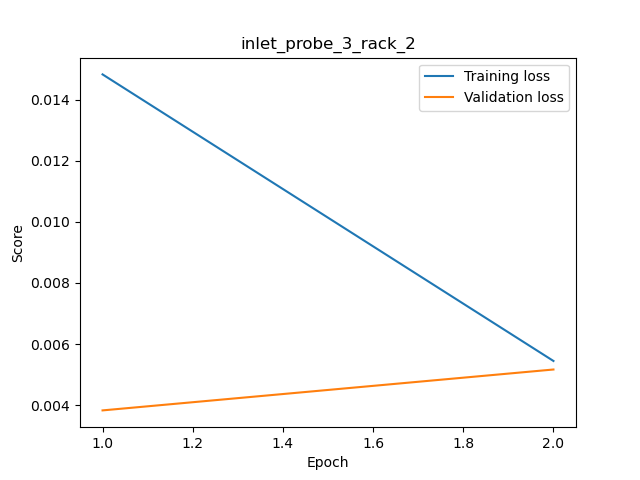 inlet_probe_3_rack_2
Training loss
Validation loss
Score
0.014
0.012
0.010
0.008
0.006
0.004
1.0 1.2 1.4 1.6 1.8 2.0
Epoch